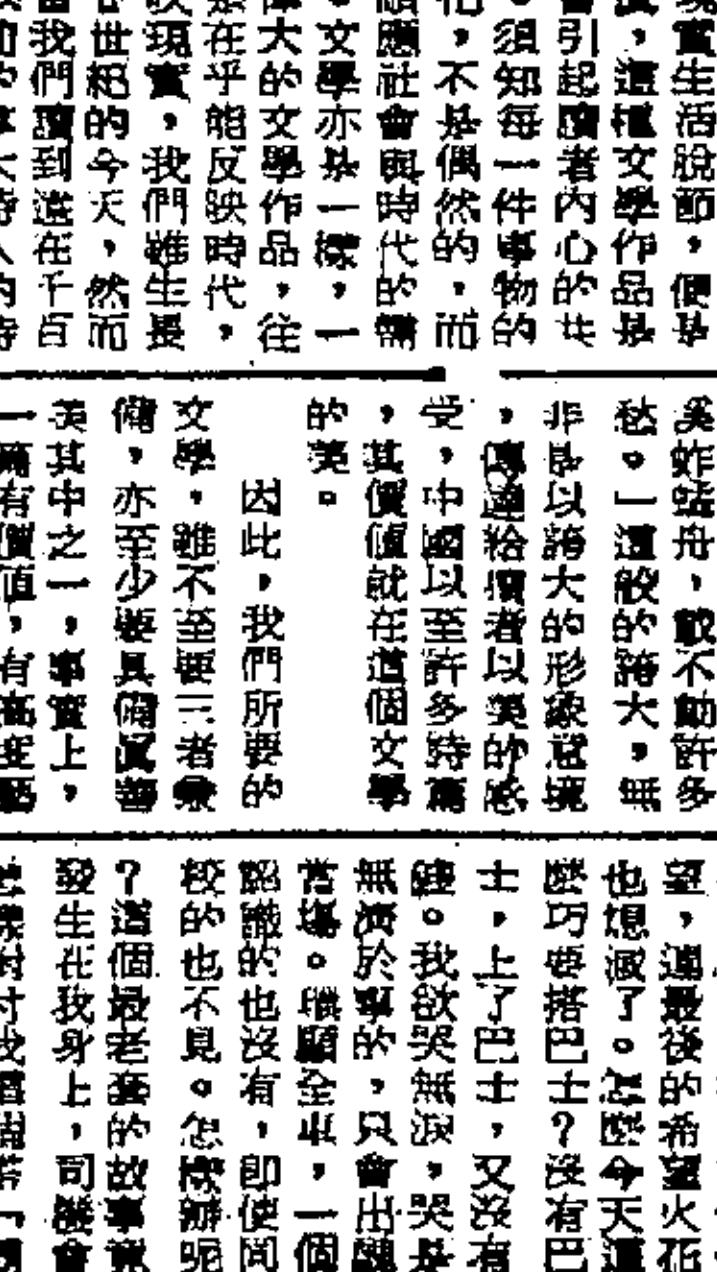 現實生活脫節，便是
，這種文學作品是
會引起讀者內心的共
。須知每一件事物的
，不是偶然的，而
順應社會與時代的需
。文學亦是一樣，一
偉大的文學作品，往
在乎能反映時代，
映現實，我們雖生長
世紀的今天，然而
當我們讀到遠在千百
奚蚱蜢舟，載不動許多
愁。」這般的誇大，無
非是以誇大的形象意境
，傳達給讀者以美的感
受，中國以至許多詩篇
，其價值就在這個文學
的美。
因此，我們所要的
文學，雖不至要三者兼
備，亦至少要具備眞善
美其中之一，事實上，
一篇有價值，有高度藝
望，連最後的希望火花
也熄滅了。怎麼今天這
麼巧要搭巴士？沒有巴
士，上了巴士，又沒有
錢。我欲哭無淚，哭是
無濟於事的，只會出醜
當場。環顧全車，一個
認識的也沒有，即使同
校的也不見。怎樣辦呢
？這個最老套的故事竟
發生在我身上，司機會